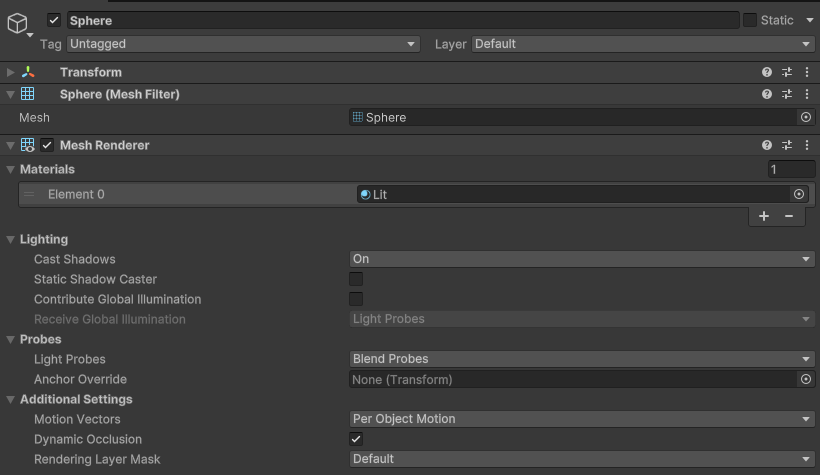 Sphere Static
Tag Untagged Layer Default
Transform
Sphere (Mesh Filter)
Mesh Sphere
Mesh Renderer
Materials 1
Element 0 Lit
Lighting
Cast Shadows On
Static Shadow Caster
Contribute Global Illumination
Receive Global Illumination Light Probes
Probes
Light Probes Blend Probes
Anchor Override None (Transform)
Additional Settings
Motion Vectors Per Object Motion
Dynamic Occlusion
Rendering Layer Mask Default